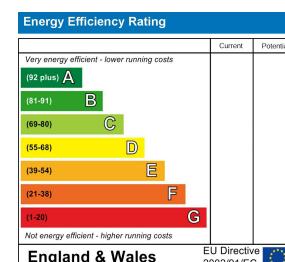 Energy Efficiency Rating
Current
Very energy efficient - lower running costs
(92 plus) A
(81-91) B
(69-80) C
(55-68) D
(39-54) E
(21-38) F
(1-20) G
Not energy efficient - higher running costs
England & Wales
EU Directive